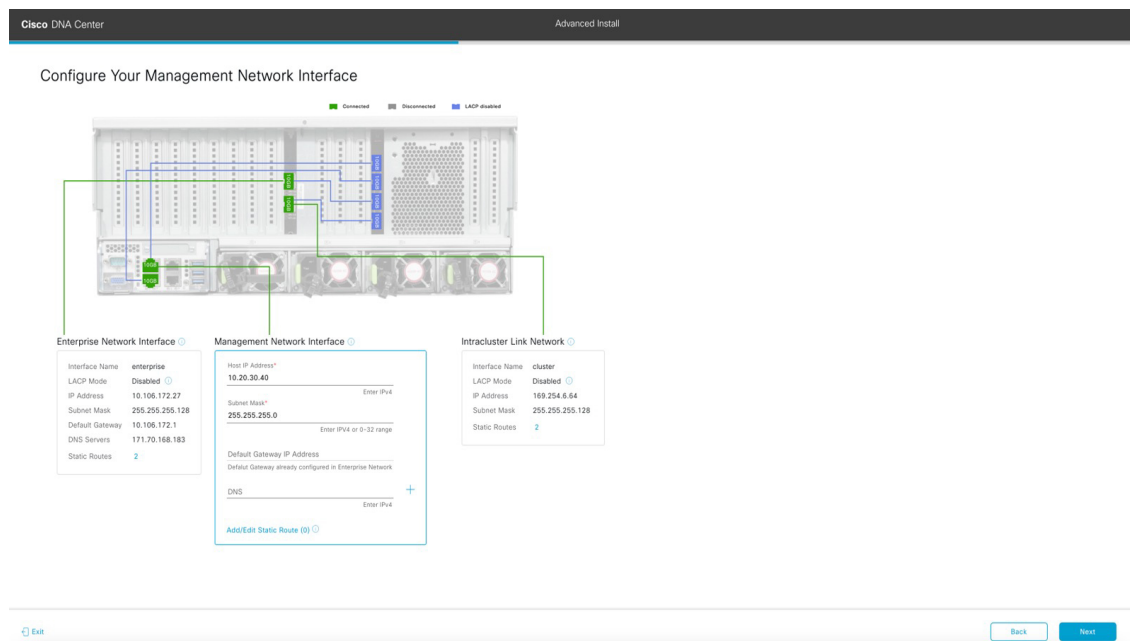 Cisco DNA Center
Advanced Install
Configure Your Management Network Interface
Connected
Disconnected
LACP disabled
Enterprise Network Interface
Interface Name enterprise
LACP Mode Disabled
IP Address 10.106.172.27
Subnet Mask 255.255.255.128
Default Gateway 10.106.172.1
DNS Servers 171.70.168.183
Static Routes 2
Management Network Interface
Host IP Address*
10.20.30.40
Enter IPv4
Subnet Mask*
255.255.255.0
Enter IPV4 or 0-32 range
Default Gateway IP Address
Defalut Gateway already configured in Enterprise Network
DNS
Enter IPv4
Add/Edit Static Route (0)
Intracluster Link Network
Interface Name cluster
LACP Mode Disabled
IP Address 169.254.6.64
Subnet Mask 255.255.255.128
Static Routes 2
Exit
Back
Next